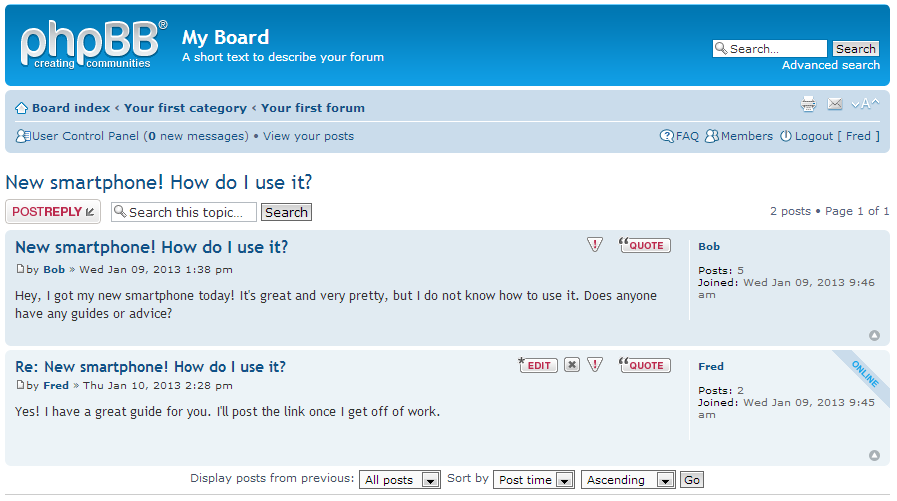 phpBB®
creating communities
My Board
A short text to describe your forum
Search...
Search
Advanced search
Board index ‹ Your first category ‹ Your first forum
A
User Control Panel (0 new messages) • View your posts
FAQ Members Logout [ Fred ]
New smartphone! How do I use it?
POSTREPLY
Search this topic...
Search
2 posts • Page 1 of 1
New smartphone! How do I use it?
QUOTE
by Bob » Wed Jan 09, 2013 1:38 pm
Hey, I got my new smartphone today! It's great and very pretty, but I do not know how to use it. Does anyone
have any guides or advice?
Bob
Posts: 5
Joined: Wed Jan 09, 2013 9:46
am
Re: New smartphone! How do I use it?
EDIT
QUOTE
by Fred » Thu Jan 10, 2013 2:28 pm
Yes! I have a great guide for you. I'll post the link once I get off of work.
Fred
ONLINE
Posts: 2
Joined: Wed Jan 09, 2013 9:45
am
Display posts from previous: All posts Sort by Post time Ascending Go